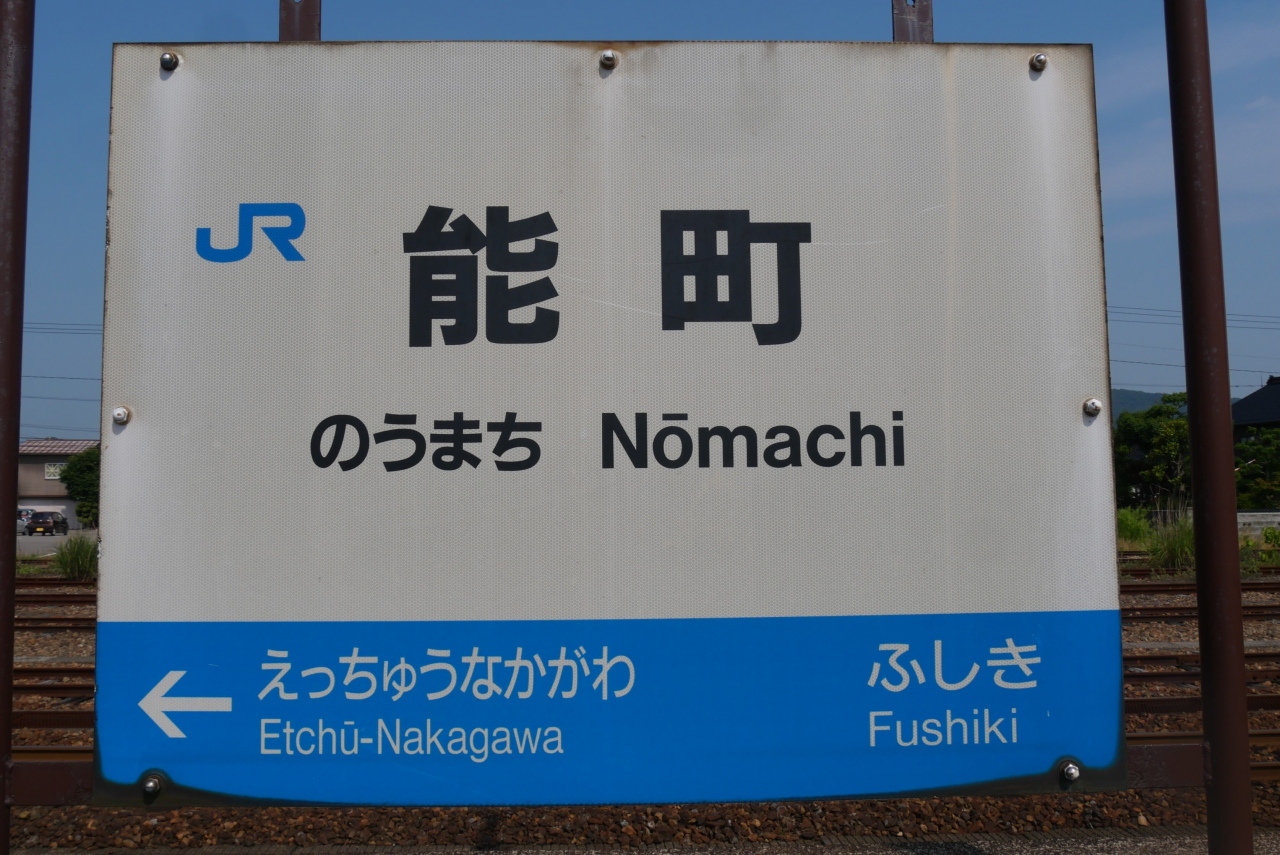 JR 能町
のうまち Nōmachi
← えっちゅうなかがわ ふしき
Etchū-Nakagawa Fushiki